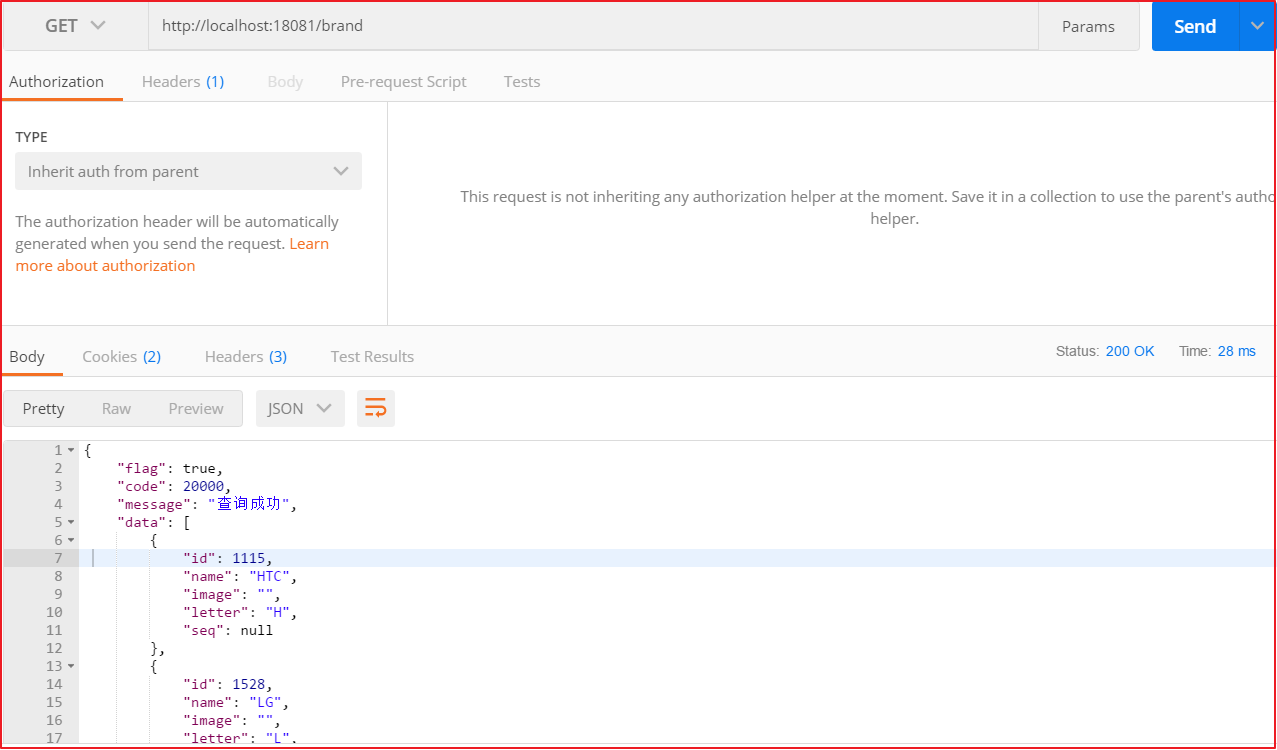 GET http://localhost:18081/brand Params Send
Authorization Headers (1) Body Pre-request Script Tests
TYPE
Inherit auth from parent
The authorization header will be automatically
generated when you send the request. Learn
more about authorization
This request is not inheriting any authorization helper at the moment. Save it in a collection to use the parent's autho
helper.
Body Cookies (2) Headers (3) Test Results Status: 200 OK Time: 28 ms
Pretty Raw Preview JSON
1 {
2 "flag": true,
3 "code": 20000,
4 "message": "查询成功",
5 "data": [
6 {
7 "id": 1115,
8 "name": "HTC",
9 "image": "",
10 "letter": "H",
11 "seq": null
12 },
13 {
14 "id": 1528,
15 "name": "LG",
16 "image": "",
17 "letter": "L",